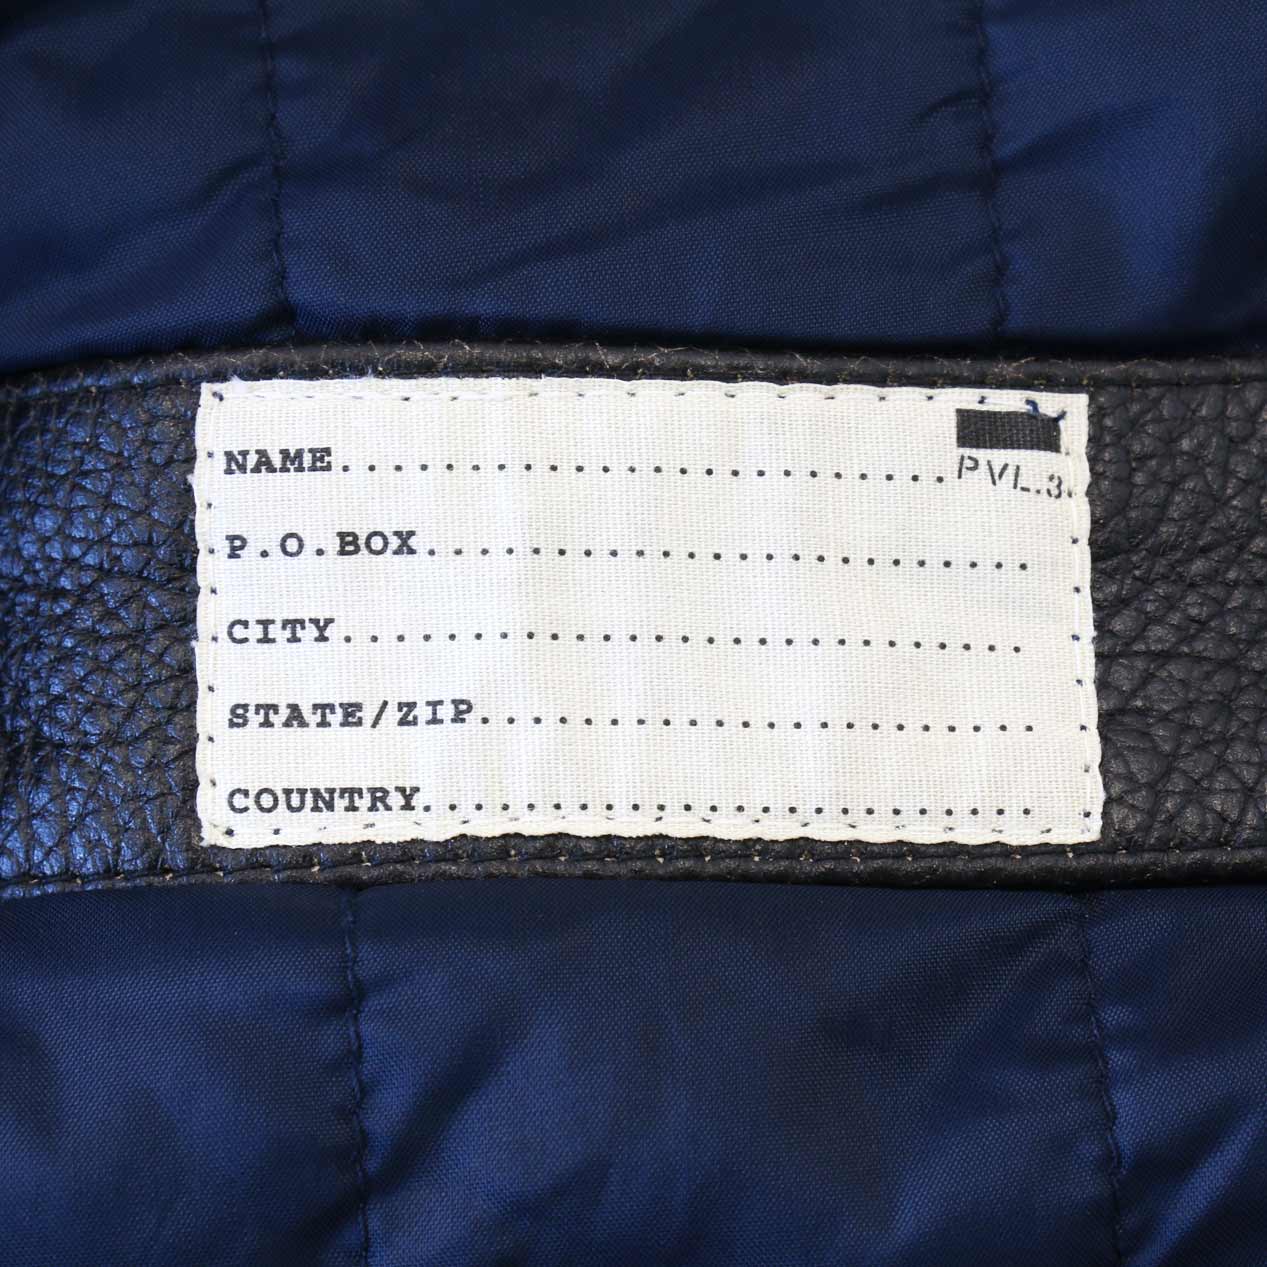 NAME.......................
PVL.3
P.O.BOX........................
CITY...........................
STATE/ZIP......................
COUNTRY........................